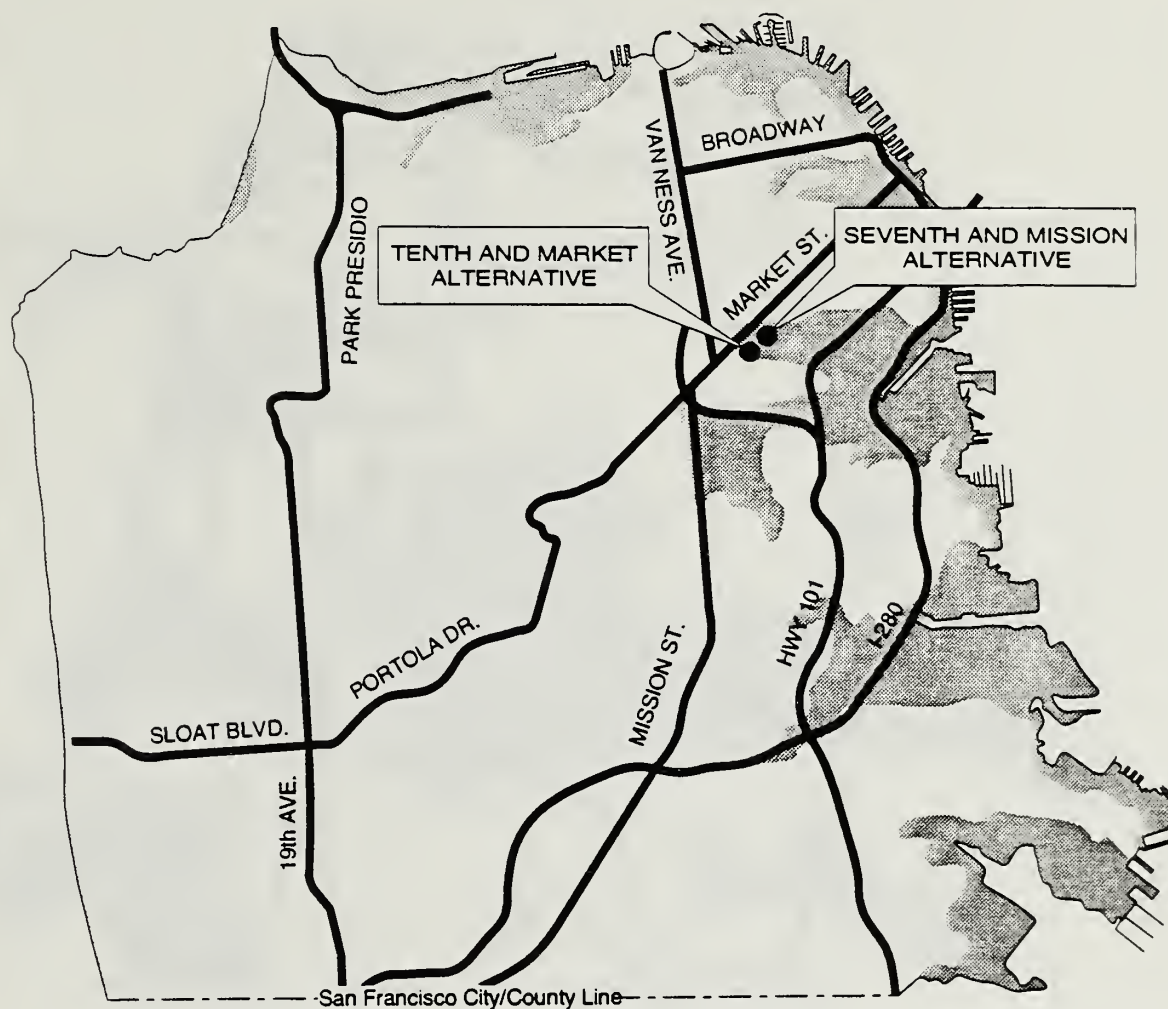 VAN NESS AVE.
BROADWAY
PARK PRESIDIO
TENTH AND MARKET
ALTERNATIVE
MARKET ST.
SEVENTH AND MISSION
ALTERNATIVE
PORTOLA DR.
MISSION ST.
HWY 101
I-280
SLOAT BLVD.
19th AVE.
San Francisco City/County Line